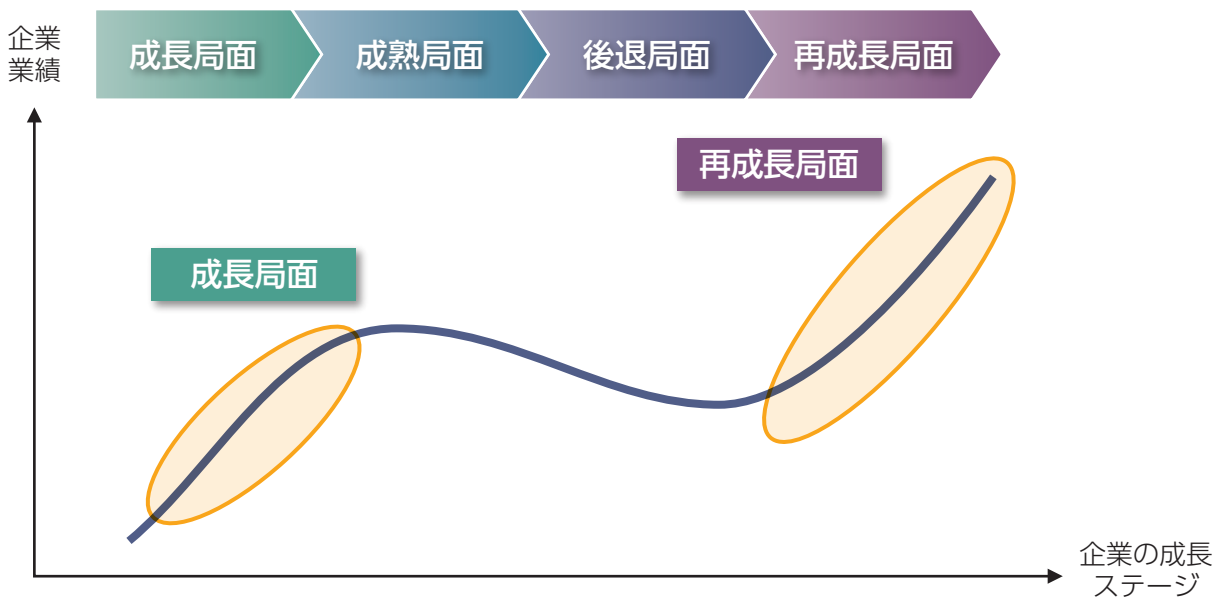 企業
業績
成長局面
成熟局面
後退局面
再成長局面
再成長局面
成長局面
企業の成長
ステージ